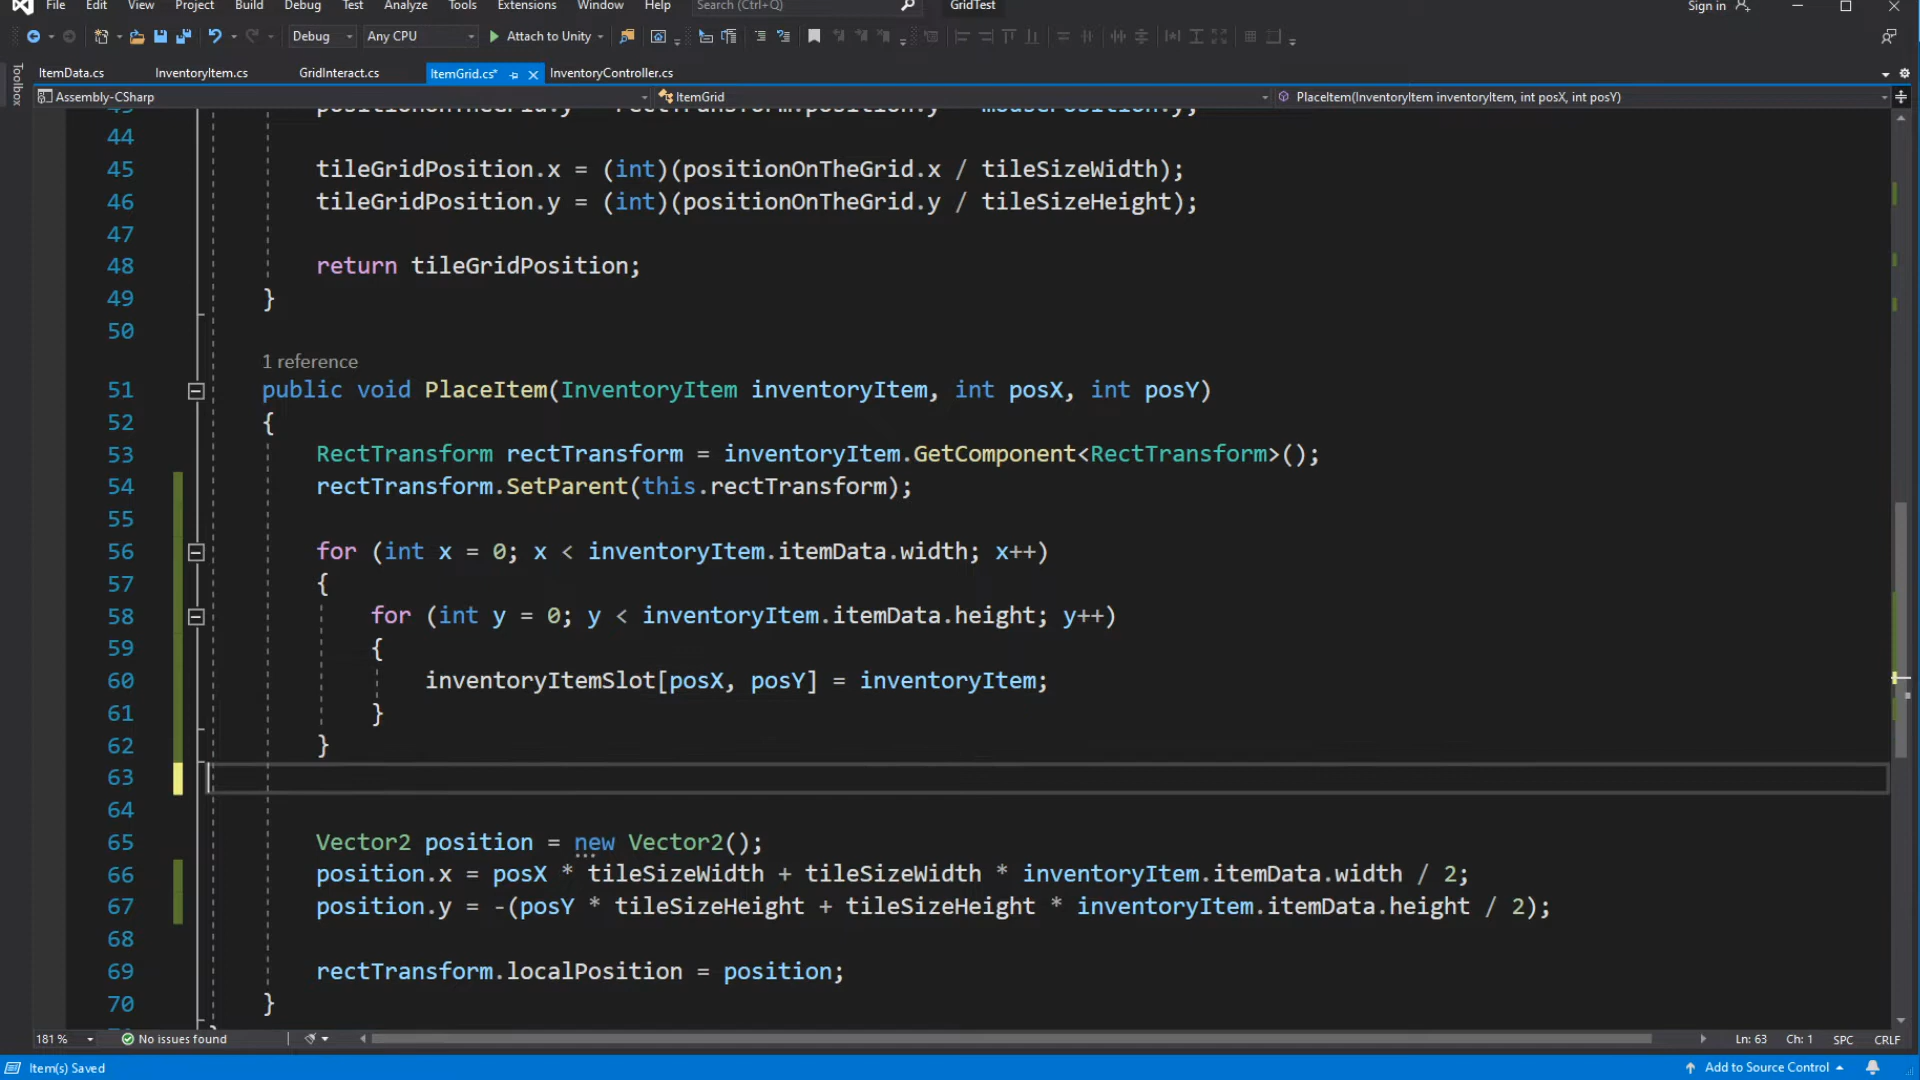 File Edit View Project Build Debug Test Analyze Tools Extensions Window Help Search (Ctrl+Q) GridTest Sign in
Debug Any CPU Attach to Unity
Toolbox
ItemData.cs InventoryItem.cs GridInteract.cs ItemGrid.cs* InventoryController.cs
Assembly-CSharp ItemGrid PlaceItem(InventoryItem inventoryItem, int posX, int posY)
positionOnTheGrid.y = rectTransform.position.y - mousePosition.y;
44
45 tileGridPosition.x = (int)(positionOnTheGrid.x / tileSizeWidth);
46 tileGridPosition.y = (int)(positionOnTheGrid.y / tileSizeHeight);
47
48 return tileGridPosition;
49 }
50
1 reference
51 public void PlaceItem(InventoryItem inventoryItem, int posX, int posY)
52 {
53 RectTransform rectTransform = inventoryItem.GetComponent<RectTransform>();
54 rectTransform.SetParent(this.rectTransform);
55
56 for (int x = 0; x < inventoryItem.itemData.width; x++)
57 {
58 for (int y = 0; y < inventoryItem.itemData.height; y++)
59 {
60 inventoryItemSlot[posX, posY] = inventoryItem;
61 }
62 }
63
64
65 Vector2 position = new Vector2();
66 position.x = posX * tileSizeWidth + tileSizeWidth * inventoryItem.itemData.width / 2;
67 position.y = -(posY * tileSizeHeight + tileSizeHeight * inventoryItem.itemData.height / 2);
68
69 rectTransform.localPosition = position;
70 }
181 % No issues found Ln: 63 Ch: 1 SPC CRLF
Item(s) Saved Add to Source Control